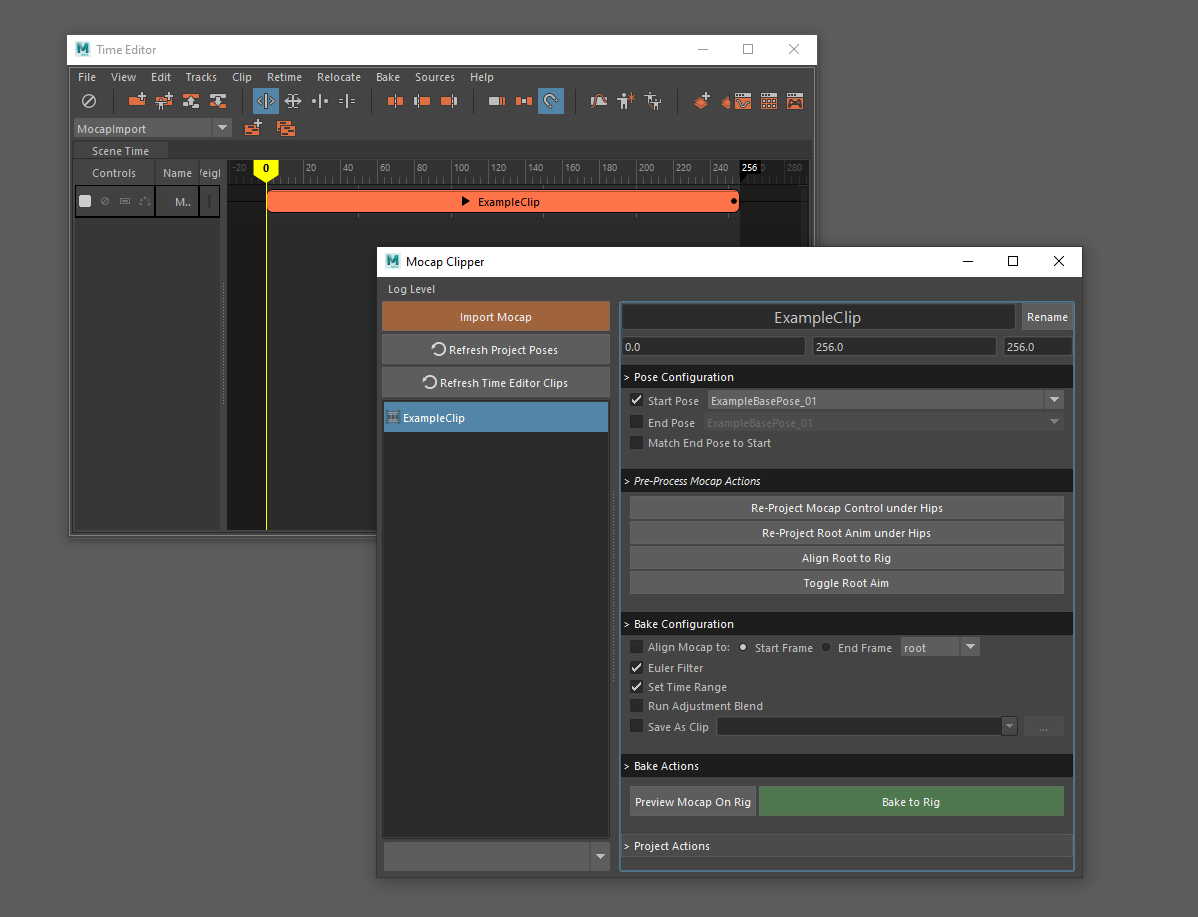 Time Editor
File View Edit Tracks Clip Retime Relocate Bake Sources Help
MocapImport
Scene Time
Controls Name Weigl
-20 0 20 40 60 80 100 120 140 160 180 200 220 240 256 0 280
M..
ExampleClip
Mocap Clipper
Log Level
Import Mocap
Refresh Project Poses
Refresh Time Editor Clips
ExampleClip
ExampleClip Rename
0.0 256.0 256.0
> Pose Configuration
Start Pose ExampleBasePose_01
End Pose ExampleBasePose_01
Match End Pose to Start
> Pre-Process Mocap Actions
Re-Project Mocap Control under Hips
Re-Project Root Anim under Hips
Align Root to Rig
Toggle Root Aim
> Bake Configuration
Align Mocap to: Start Frame End Frame root
Euler Filter
Set Time Range
Run Adjustment Blend
Save As Clip ...
> Bake Actions
Preview Mocap On Rig Bake to Rig
> Project Actions